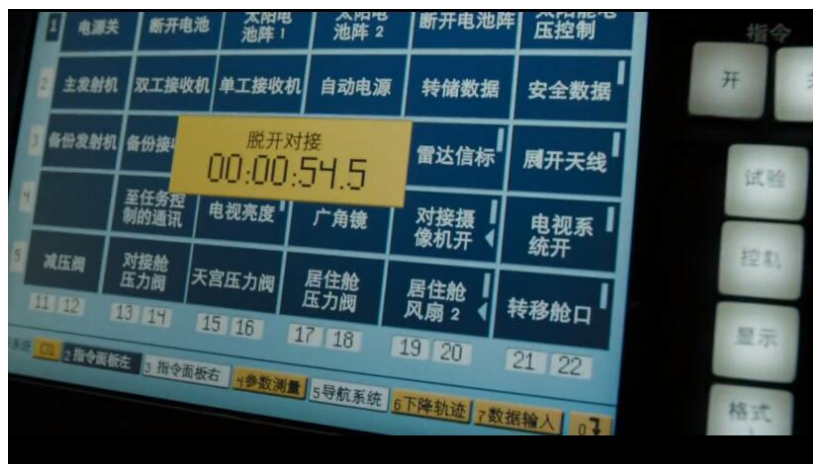 指令
1 电源关 断开电池 太阳电池阵 1 太阳电池阵 2 断开电池阵 压控制
开
2 主发射机 双工接收机 单工接收机 自动电源 转储数据 安全数据
3 备份发射机 备份接 雷达信标 展开天线
脱开对接
00:00:54.5
试验
4 至任务控制的通讯 电视亮度 广角镜 对接摄像机开 电视系统开
控制
5 减压阀 对接舱压力阀 天宫压力阀 居住舱压力阀 居住舱风扇 2 转移舱口
11 12 13 14 15 16 17 18 19 20 21 22
显示
2 指令面板左 3 指令面板右 4 参数测量 5 导航系统 6 下降轨迹 7 数据输入 0
格式